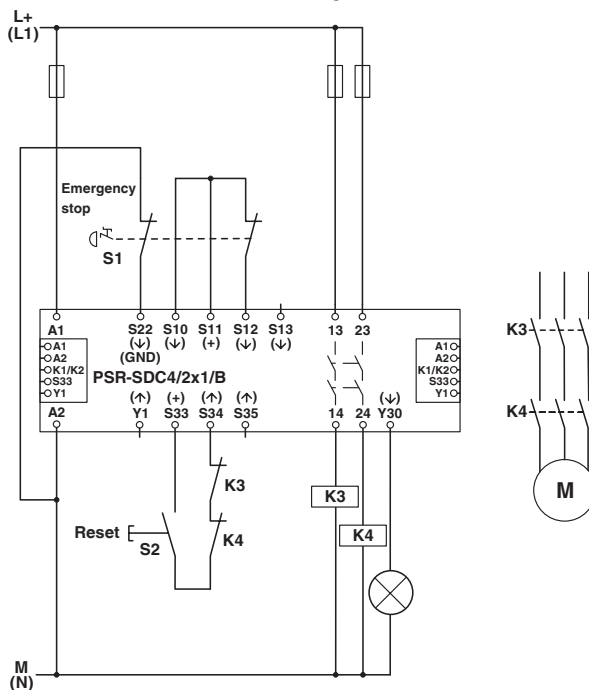 L+
(L1)
Emergency
stop
S1
A1 S22 S10 S11 S12 S13 13 23
(↓) (↓) (+) (↓) (↓)
(GND)
A1
A2
K1/K2
S33
Y1
PSR-SDC4/2x1/B
A1
A2
K1/K2
S33
Y1
(↑) (+) (↑) (↑) (↓)
A2 Y1 S33 S34 S35 14 24 Y30
K3
K4
M
K3
K4
Reset
S2
K3
K4
M
(N)